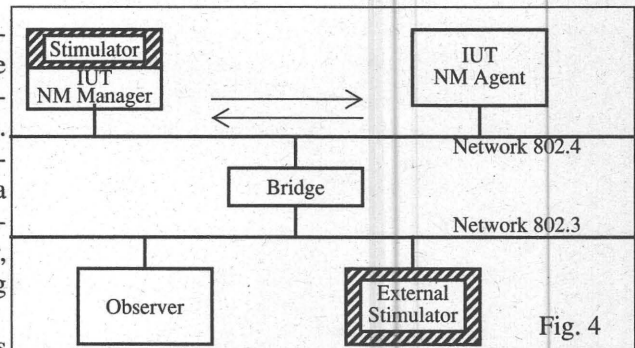 Stimulator
IUT
NM Manager
IUT
NM Agent
Network 802.4
Bridge
Network 802.3
Observer
External
Stimulator
Fig. 4